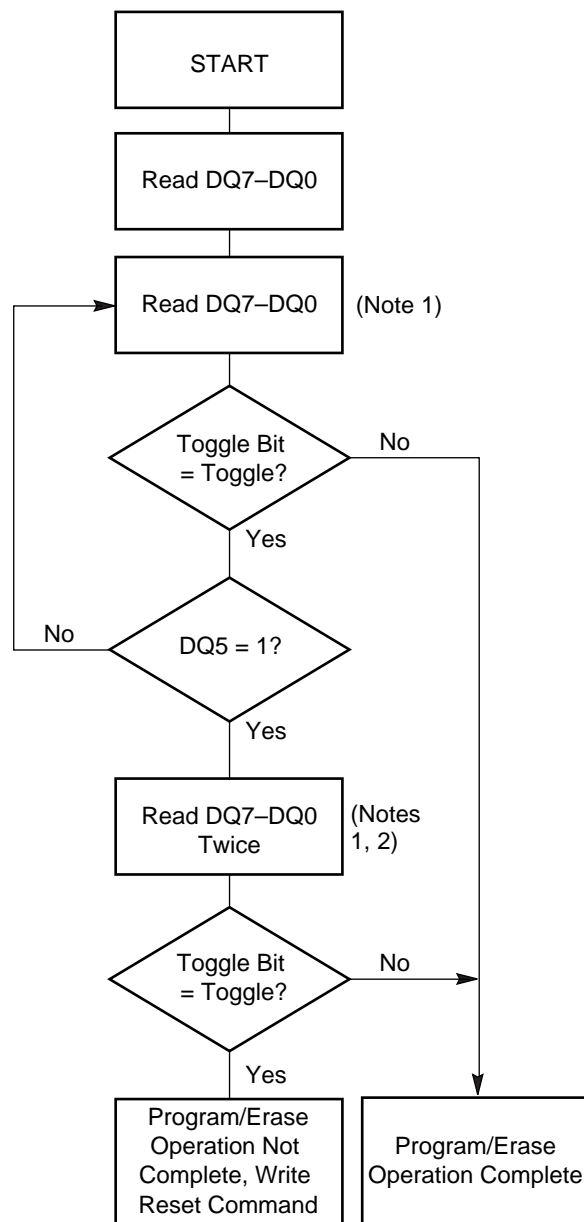 START
Read DQ7–DQ0
Read DQ7–DQ0
(Note 1)
Toggle Bit
= Toggle?
No
Yes
No
DQ5 = 1?
Yes
Read DQ7–DQ0
Twice
(Notes
1, 2)
Toggle Bit
= Toggle?
No
Yes
Program/Erase
Operation Not
Complete, Write
Reset Command
Program/Erase
Operation Complete